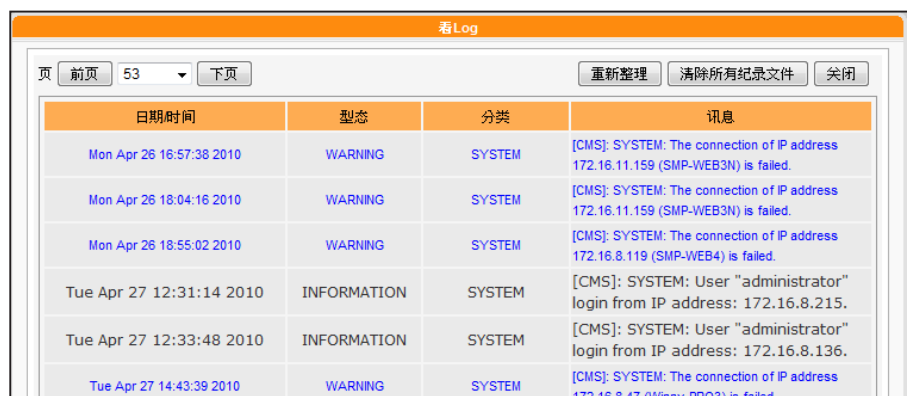 看Log
页 前页 53 下页 重新整理 清除所有纪录文件 关闭
日期/时间 型态 分类 讯息
Mon Apr 26 16:57:38 2010 WARNING SYSTEM [CMS]: SYSTEM: The connection of IP address
172.16.11.159 (SMP-WEB3N) is failed.
Mon Apr 26 18:04:16 2010 WARNING SYSTEM [CMS]: SYSTEM: The connection of IP address
172.16.11.159 (SMP-WEB3N) is failed.
Mon Apr 26 18:55:02 2010 WARNING SYSTEM [CMS]: SYSTEM: The connection of IP address
172.16.8.119 (SMP-WEB4) is failed.
Tue Apr 27 12:31:14 2010 INFORMATION SYSTEM [CMS]: SYSTEM: User "administrator"
login from IP address: 172.16.8.215.
Tue Apr 27 12:33:48 2010 INFORMATION SYSTEM [CMS]: SYSTEM: User "administrator"
login from IP address: 172.16.8.136.
Tue Apr 27 14:43:39 2010 WARNING SYSTEM [CMS]: SYSTEM: The connection of IP address
172.16.8.47 is failed.